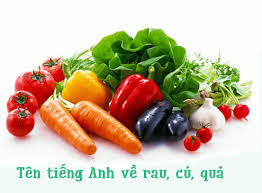 Tên tiếng Anh về rau, củ, quả